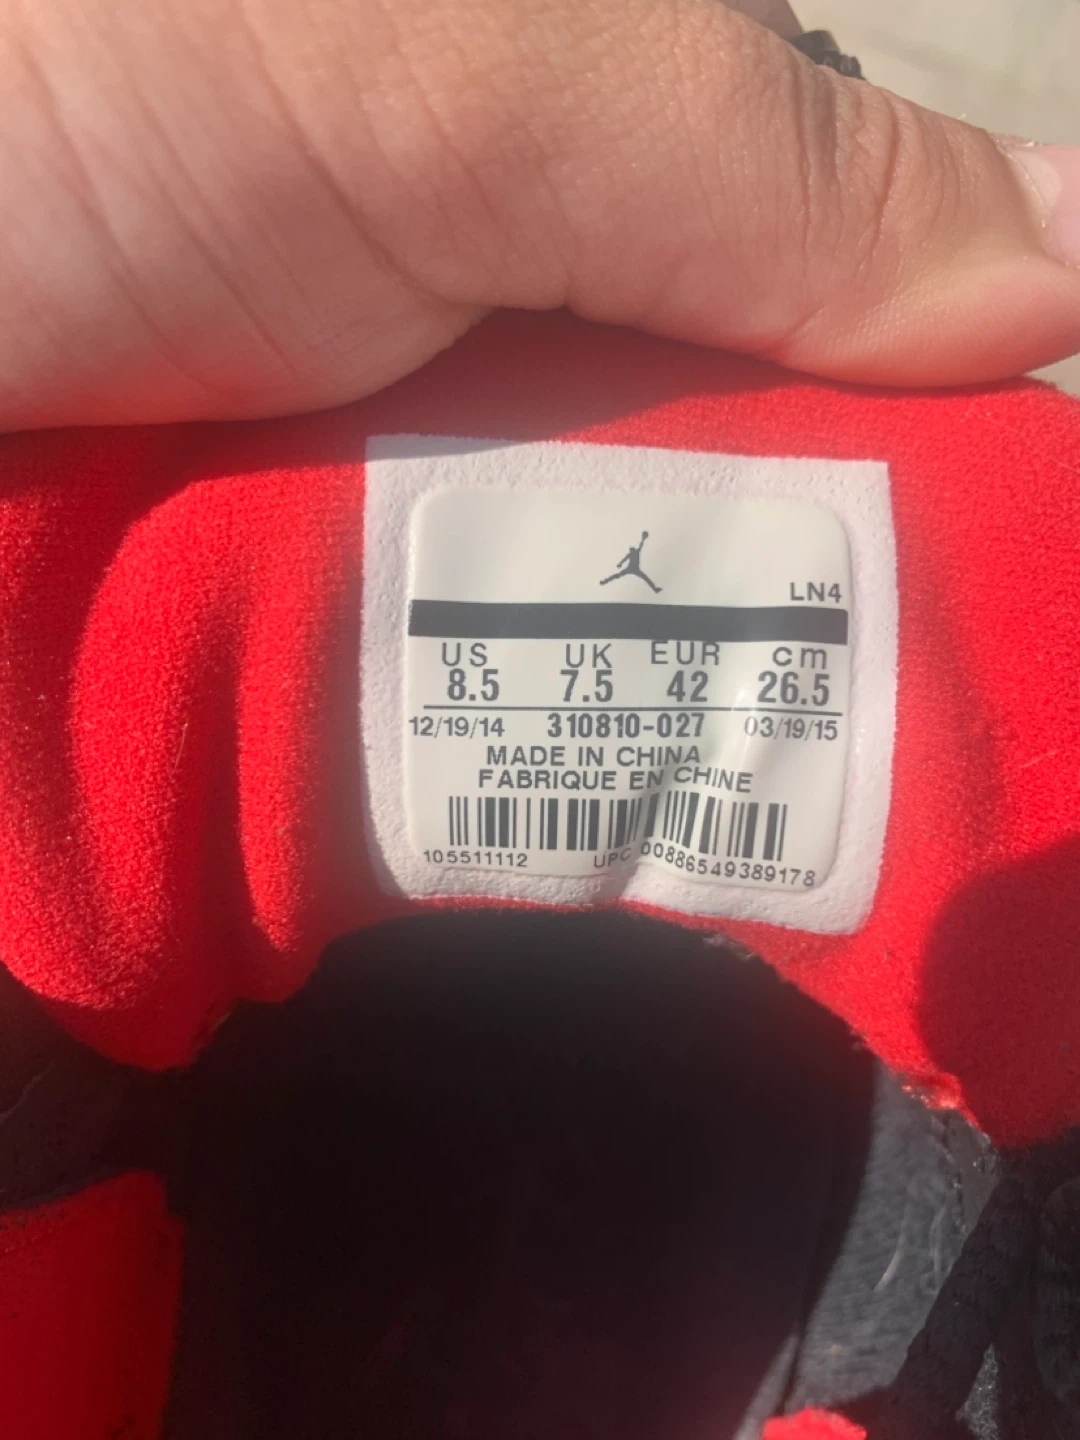 LN4
US UK EUR cm
8.5 7.5 42 26.5
12/19/14 310810-027 03/19/15
MADE IN CHINA
FABRIQUE EN CHINE
105511112 UPC 00886549389178